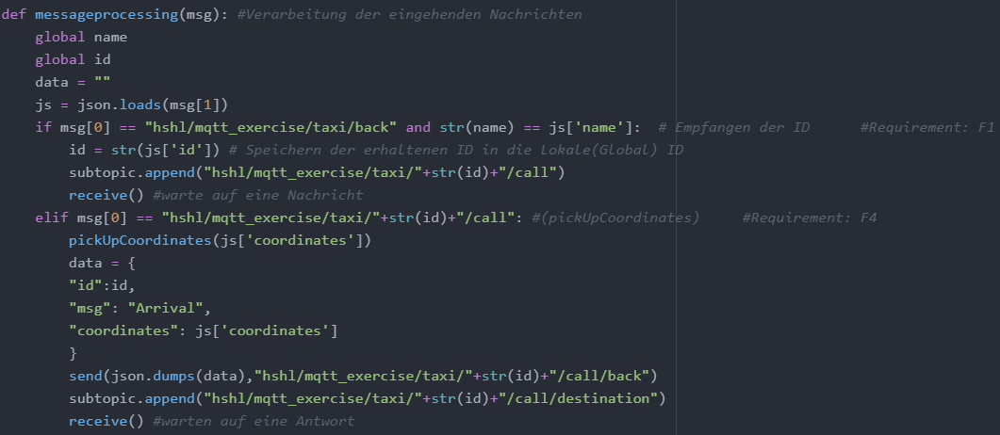 def messageprocessing(msg): #Verarbeitung der eingehenden Nachrichten
    global name
    global id
    data = ""
    js = json.loads(msg[1])
    if msg[0] == "hshl/mqtt_exercise/taxi/back" and str(name) == js['name']:  # Empfangen der ID      #Requirement: F1
        id = str(js['id']) # Speichern der erhaltenen ID in die Lokale(Global) ID
        subtopic.append("hshl/mqtt_exercise/taxi/"+str(id)+"/call")
        receive() #warte auf eine Nachricht
    elif msg[0] == "hshl/mqtt_exercise/taxi/"+str(id)+"/call": #(pickUpCoordinates)     #Requirement: F4
        pickUpCoordinates(js['coordinates'])
        data = {
        "id":id,
        "msg": "Arrival",
        "coordinates": js['coordinates']
        }
        send(json.dumps(data),"hshl/mqtt_exercise/taxi/"+str(id)+"/call/back")
        subtopic.append("hshl/mqtt_exercise/taxi/"+str(id)+"/call/destination")
        receive() #warten auf eine Antwort